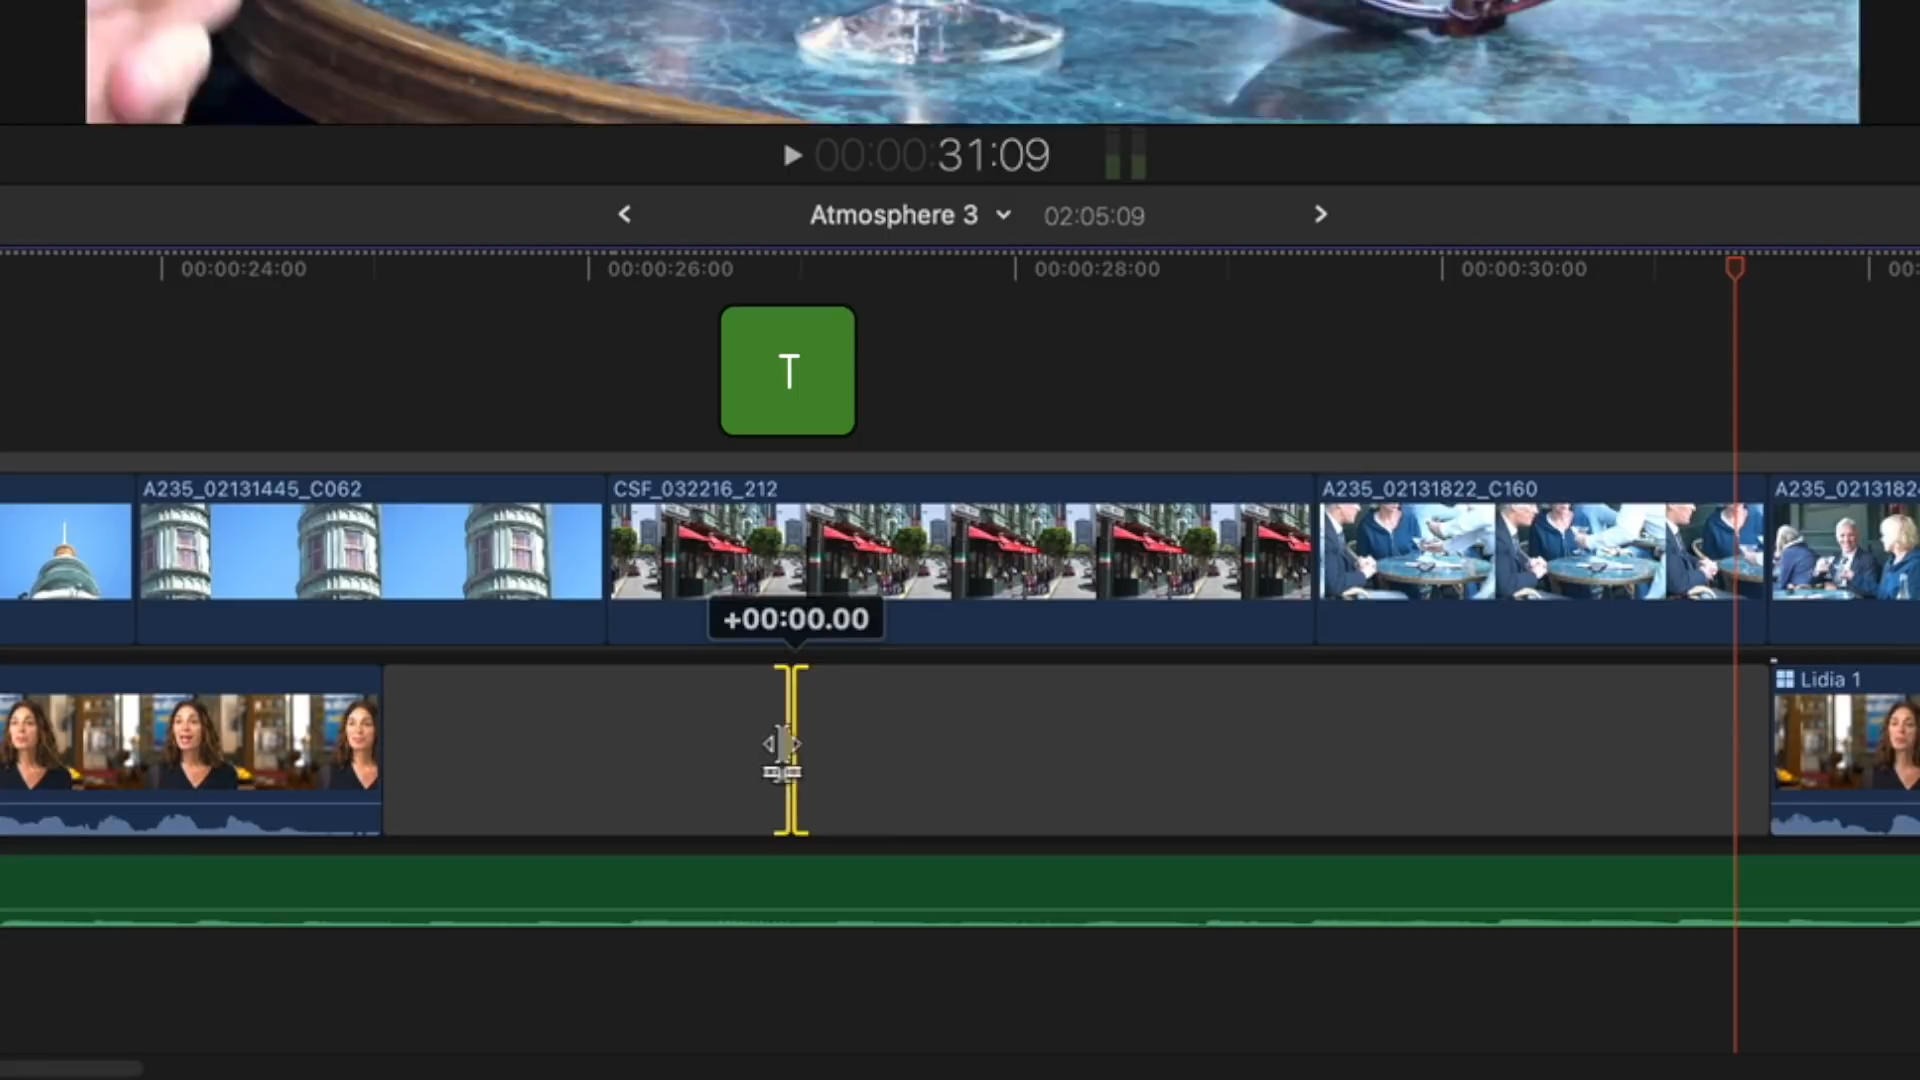 00:00:31:09
Atmosphere 3 02:05:09
00:00:24:00 00:00:26:00 00:00:28:00 00:00:30:00 00:
T
A235_02131445_C062 CSF_032216_212 A235_02131822_C160 A235_0213182
+00:00.00
Lidia 1